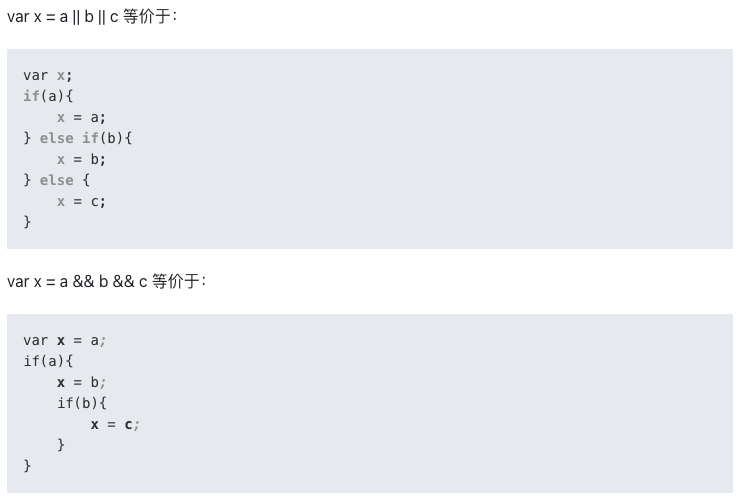 var x = a || b || c 等价于：
var x;
if(a){
    x = a;
} else if(b){
    x = b;
} else {
    x = c;
}
var x = a && b && c 等价于：
var x = a;
if(a){
    x = b;
    if(b){
        x = c;
    }
}